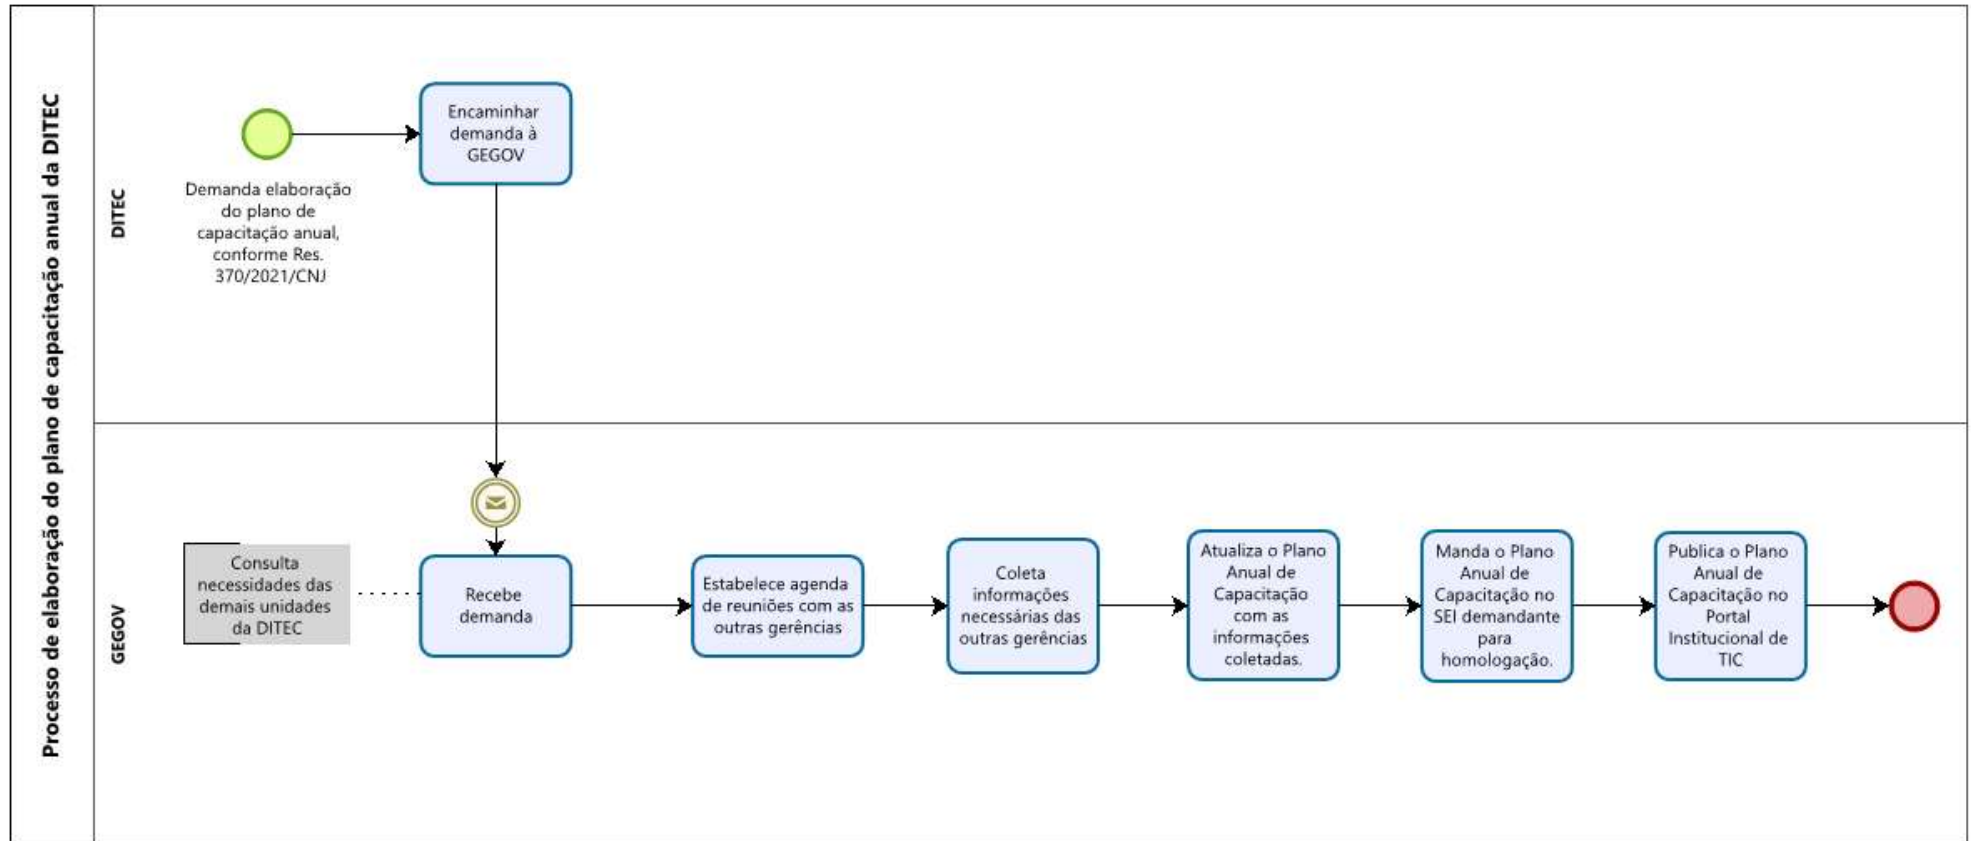 Processo de elaboração do plano de capacitação anual da DITEC
DITEC
Demanda elaboração
do plano de
capacitação anual,
conforme Res.
370/2021/CNJ
Encaminhar
demanda à
GEGOV
GEGOV
Consulta
necessidades das
demais unidades
da DITEC
Recebe
demanda
Estabelece agenda
de reuniões com as
outras gerências
Coleta
informações
necessárias das
outras gerências
Atualiza o Plano
Anual de
Capacitação
com as
informações
coletadas.
Manda o Plano
Anual de
Capacitação no
SEI demandante
para
homologação.
Publica o Plano
Anual de
Capacitação no
Portal
Institucional de
TIC